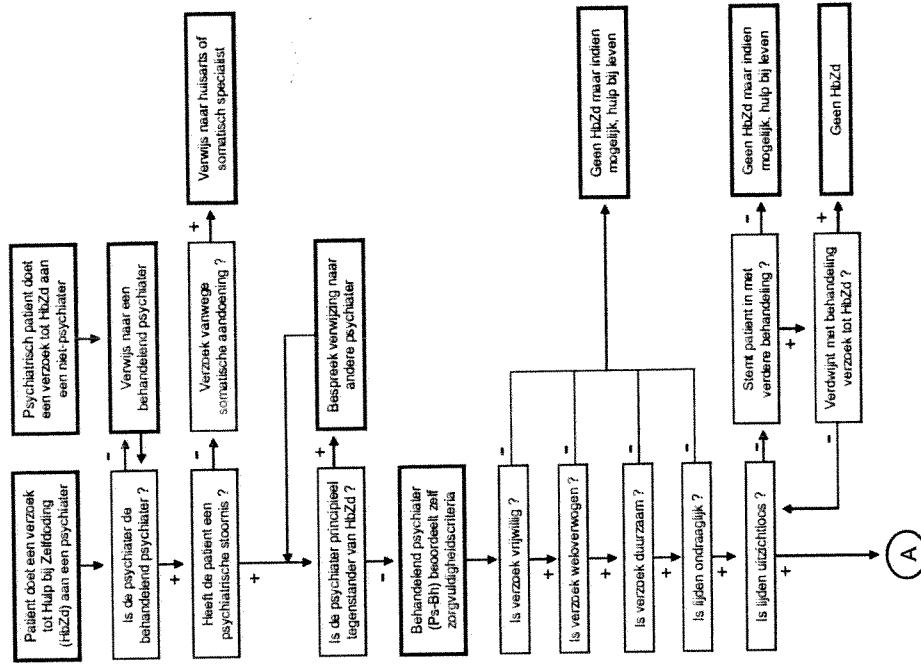 Patiënt doet een verzoek
tot Hulp bij Zelfdoding
(HbZd) aan een psychiater
Psychiatrisch patiënt doet
een verzoek tot HbZd aan
een niet-psychiater
Is de psychiater de
behandelend psychiater ?
-
Verwijs naar een
behandelend psychiater
+
Heeft de patient een
psychiatrische stoornis ?
-
Verzoek vanwege
somatische aandoening ?
+
Verwijs naar huisarts of
somatisch specialist
+
Is de psychiater principieel
tegenstander van HbZd ?
+
Bespreek verwijzing naar
andere psychiater
-
Behandelend psychiater
(Ps-Bh) beoordeelt zelf
zorgvuldigheidscriteria
Is verzoek vrijwillig ?
-
+
Is verzoek weloverwogen ?
-
+
Is verzoek duurzaam ?
-
+
Is lijden ondraaglijk ?
-
Geen HbZd maar indien
mogelijk, hulp bij leven
+
Is lijden uitzichtloos ?
-
Stemt patient in met
verdere behandeling ?
-
Geen HbZd maar indien
mogelijk, hulp bij leven
+
Verdwijnt met behandeling
verzoek tot HbZd ?
+
Geen HbZd
-
+
A